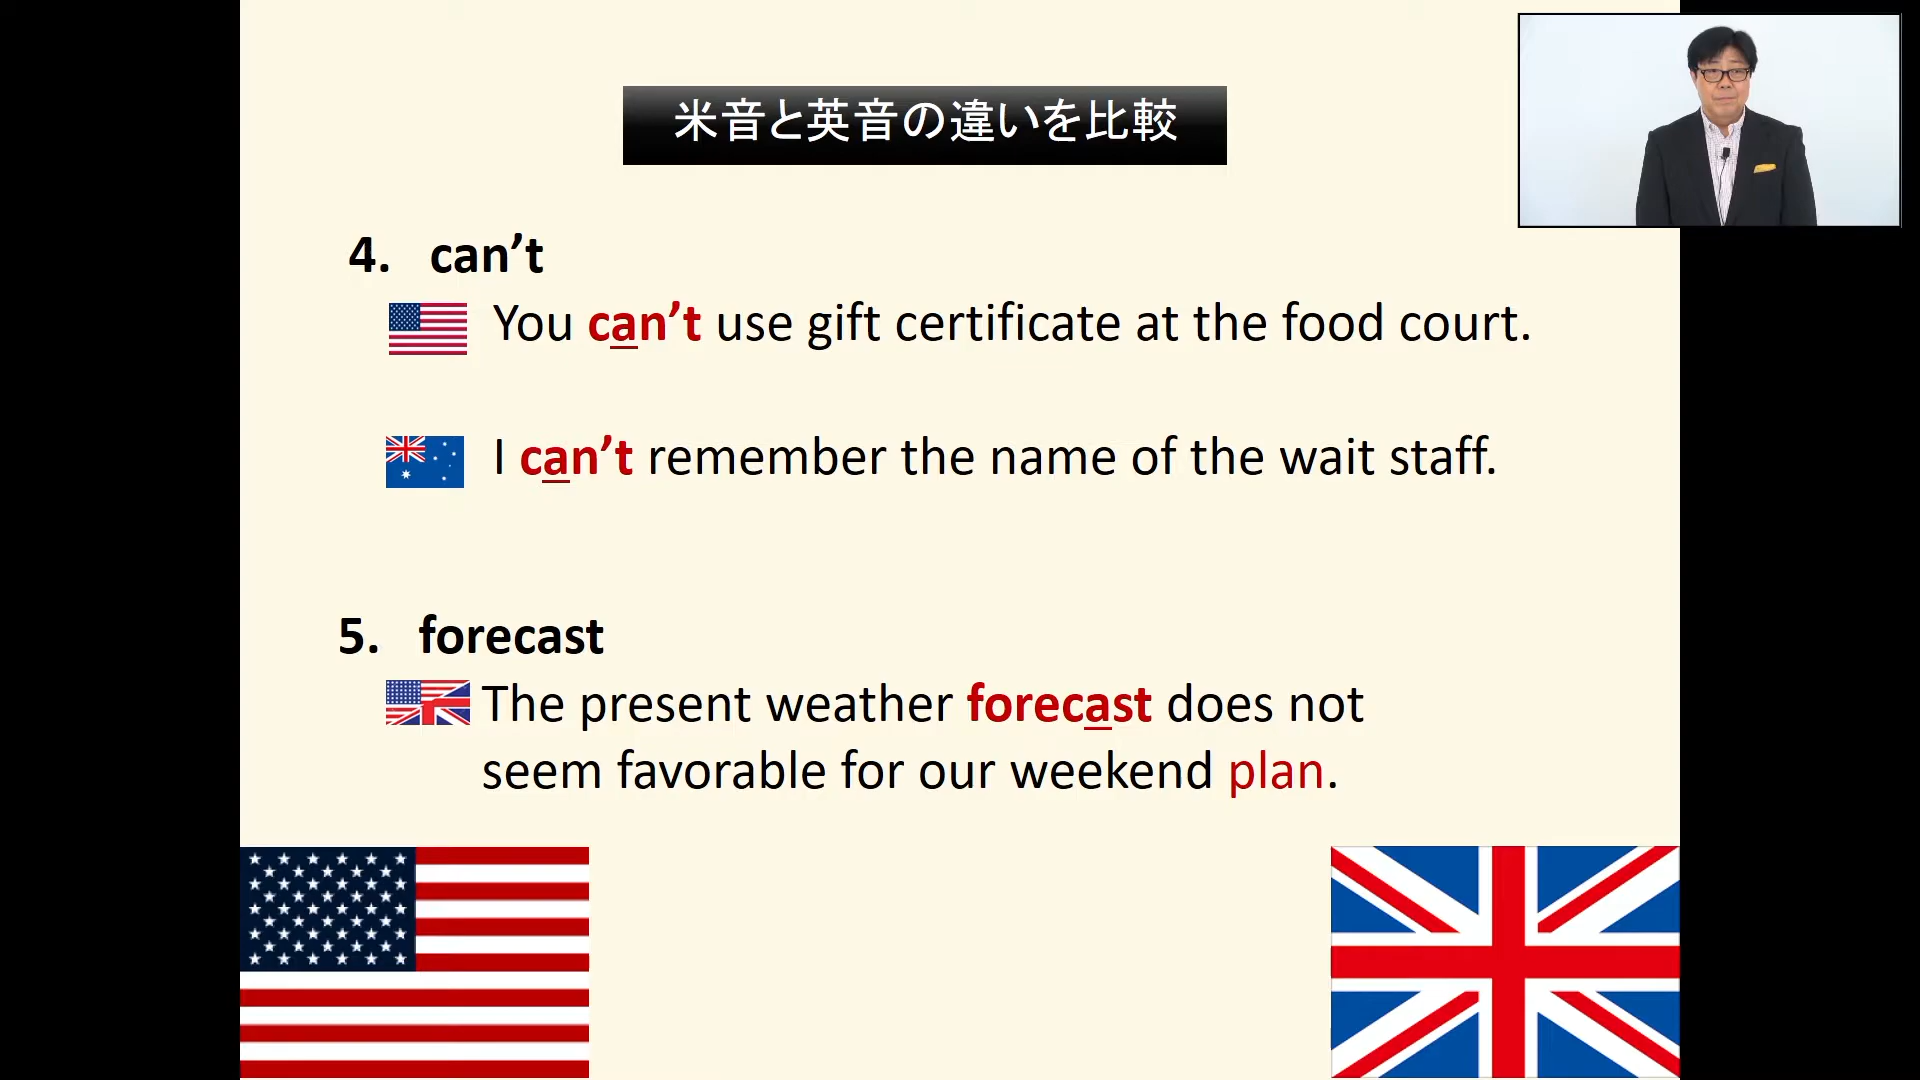 米音と英音の違いを比較
4. can’t
You can’t use gift certificate at the food court.
I can’t remember the name of the wait staff.
5. forecast
The present weather forecast does not
seem favorable for our weekend plan.